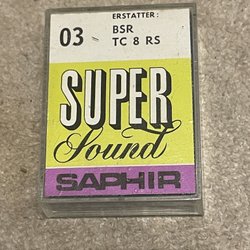 ERSTATTER:
03 BSR
TC 8 RS
SUPER
Sound
SAPHIR